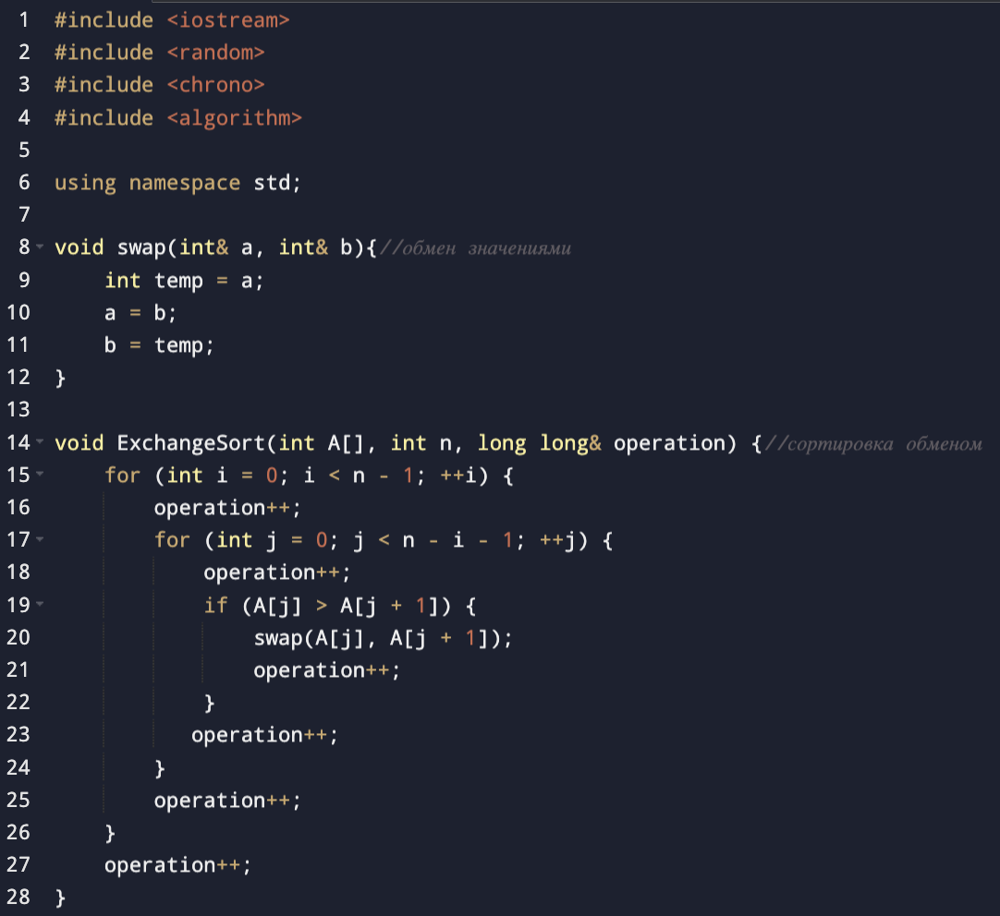 1 #include <iostream>
2 #include <random>
3 #include <chrono>
4 #include <algorithm>
5
6 using namespace std;
7
8 void swap(int& a, int& b){//обмен значениями
9     int temp = a;
10     a = b;
11     b = temp;
12 }
13
14 void ExchangeSort(int A[], int n, long long& operation) {//сортировка обменом
15     for (int i = 0; i < n - 1; ++i) {
16         operation++;
17         for (int j = 0; j < n - i - 1; ++j) {
18             operation++;
19             if (A[j] > A[j + 1]) {
20                 swap(A[j], A[j + 1]);
21                 operation++;
22             }
23            operation++;
24         }
25         operation++;
26     }
27     operation++;
28 }